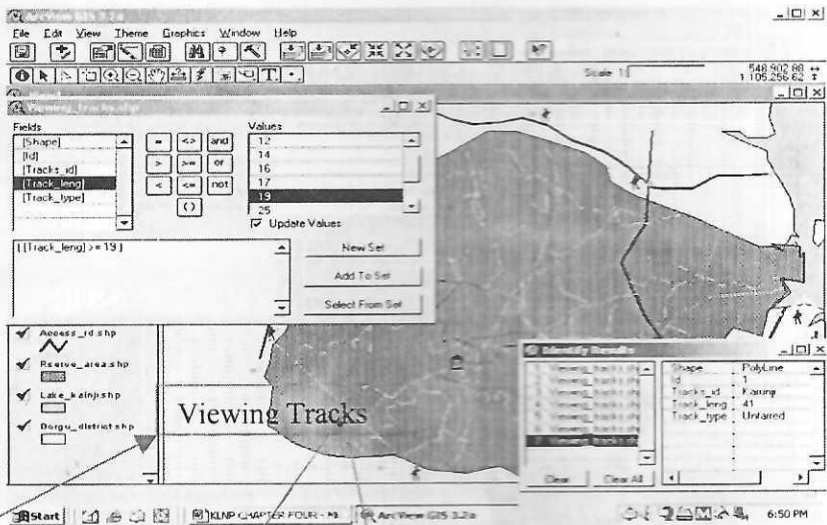 ArcView GIS 3.2a
File Edit View Theme Graphics Window Help
Scale 1:
548,902.88
1,105,256.62
Viewing_tracks.shp
Fields
[Shape]
[Id]
[Tracks_id]
[Track_leng]
[Track_type]
= <> and
> >= or
< <= not
()
Values
12
14
16
17
19
25
Update Values
( [Track_leng] >= 19 )
New Set
Add To Set
Select From Set
Access_rd.shp
Rserve_area.shp
Lake_kainji.shp
Borgu_district.shp
Viewing Tracks
Identify Results
Shape PolyLine
Id 1
Tracks_id Karunji
Track_leng 41
Track_type Untarred
Clear
Clear All
Start
KLNP CHAPTER FOUR - Mi...
ArcView GIS 3.2a
6:50 PM